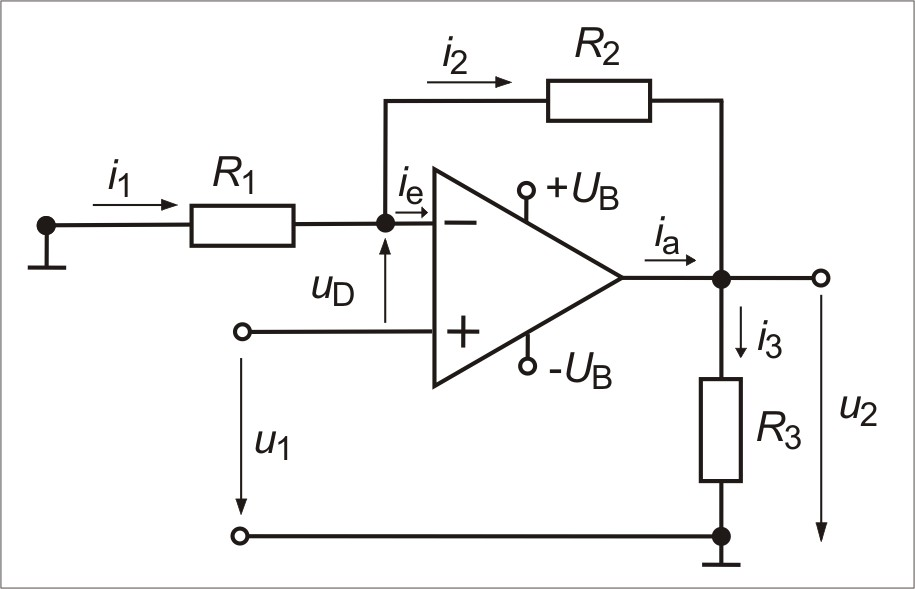 i2
R2
i1
R1
ie
−
+UB
ia
uD
+
-UB
i3
u1
R3
u2